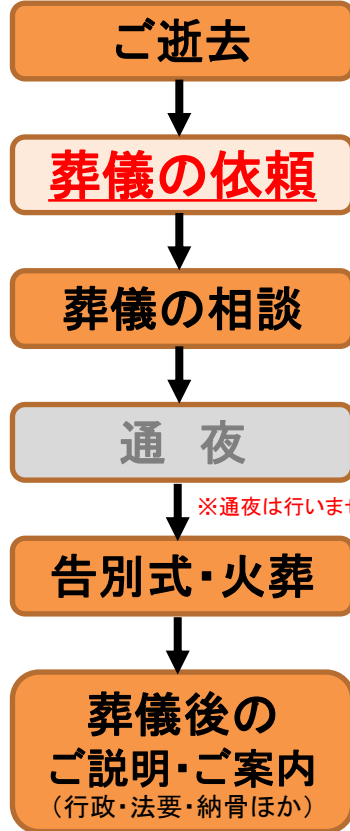 ご逝去
葬儀の依頼
葬儀の相談
通　夜
※通夜は行いませ
告別式・火葬
葬儀後の
ご説明・ご案内
（行政・法要・納骨ほか）